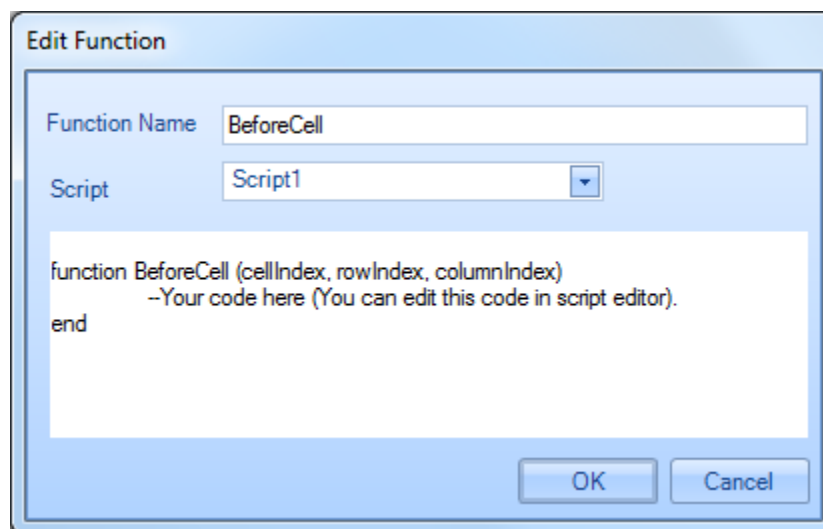 Edit Function
Function Name BeforeCell
Script Script1
function BeforeCell (cellIndex, rowIndex, columnIndex)
--Your code here (You can edit this code in script editor).
end
OK Cancel